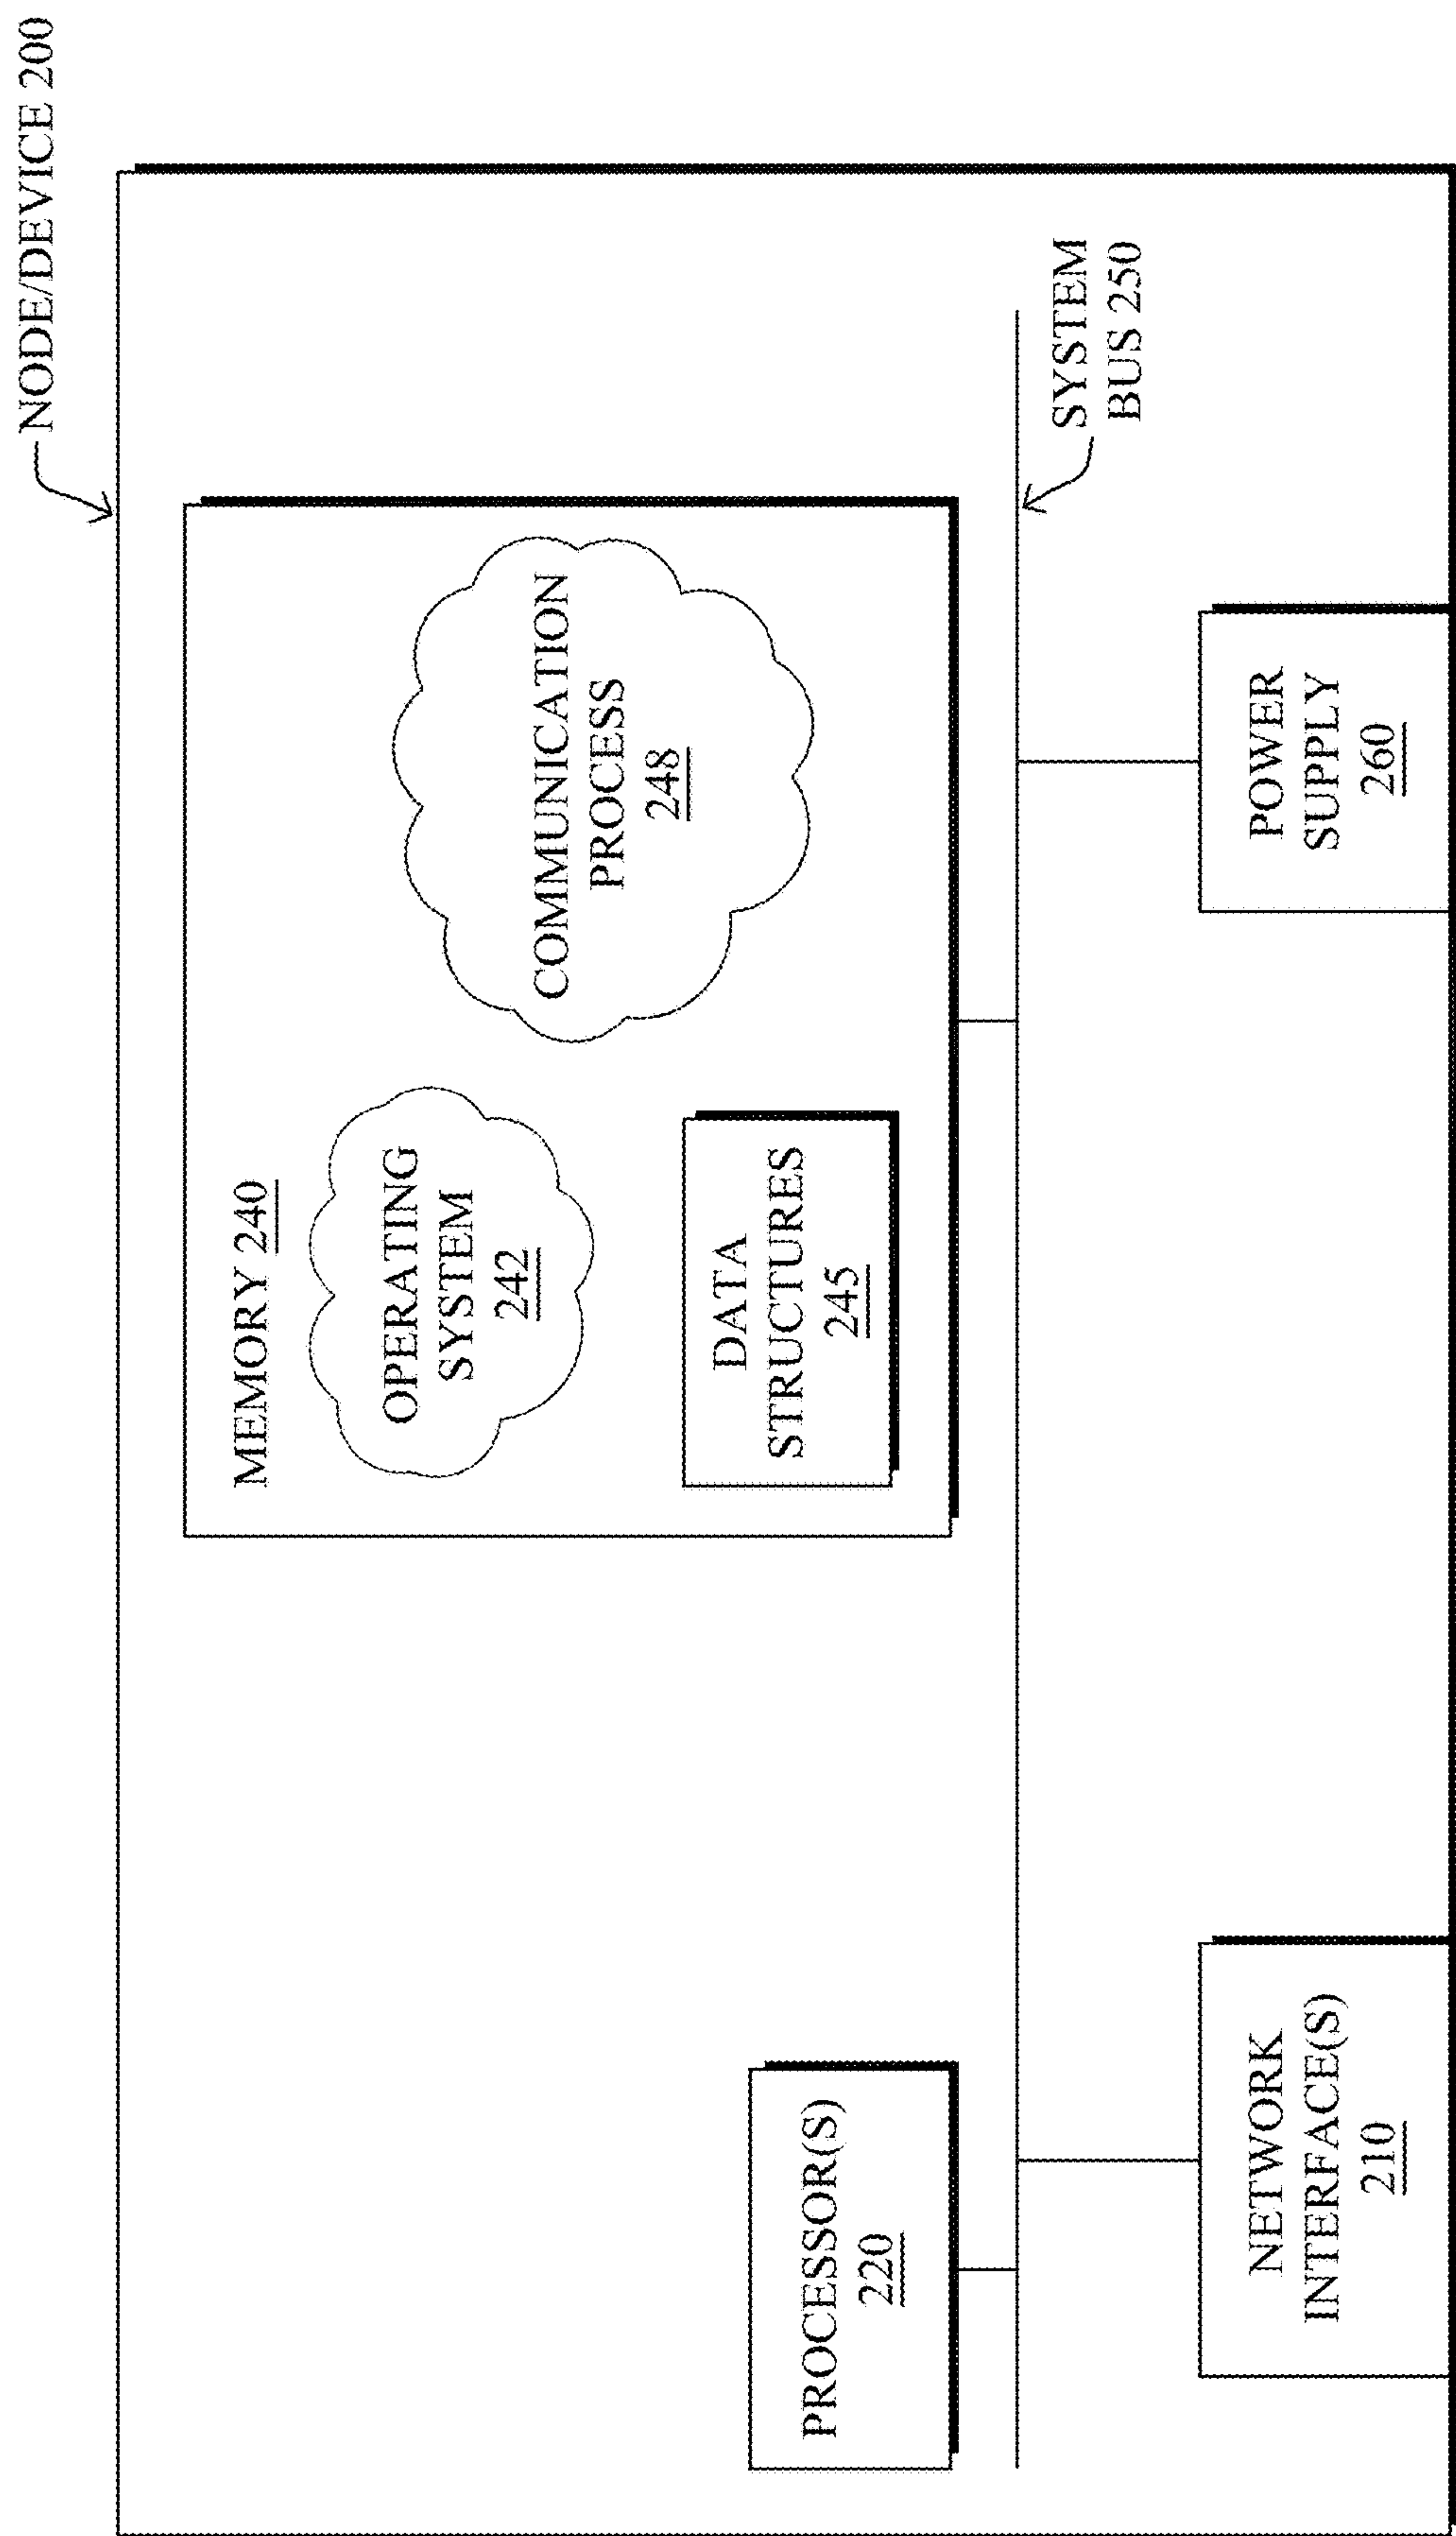 NODE/DEVICE 200
MEMORY 240
OPERATING
SYSTEM
242
DATA
STRUCTURES
245
COMMUNICATION
PROCESS
248
PROCESSOR(S)
220
SYSTEM
BUS 250
NETWORK
INTERFACE(S)
210
POWER
SUPPLY
260